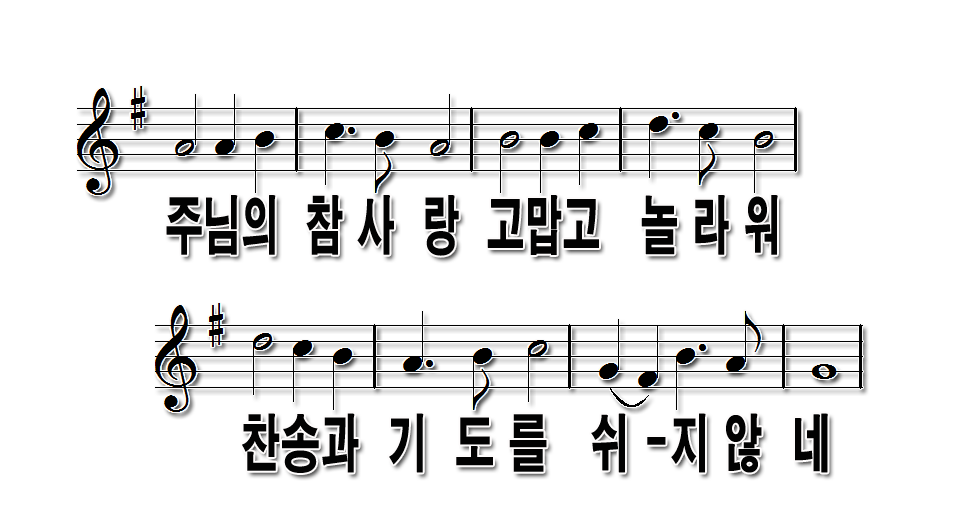 주님의 참 사 랑 고맙고 놀 라 워
찬송과 기 도 를 쉬 -지 않 네